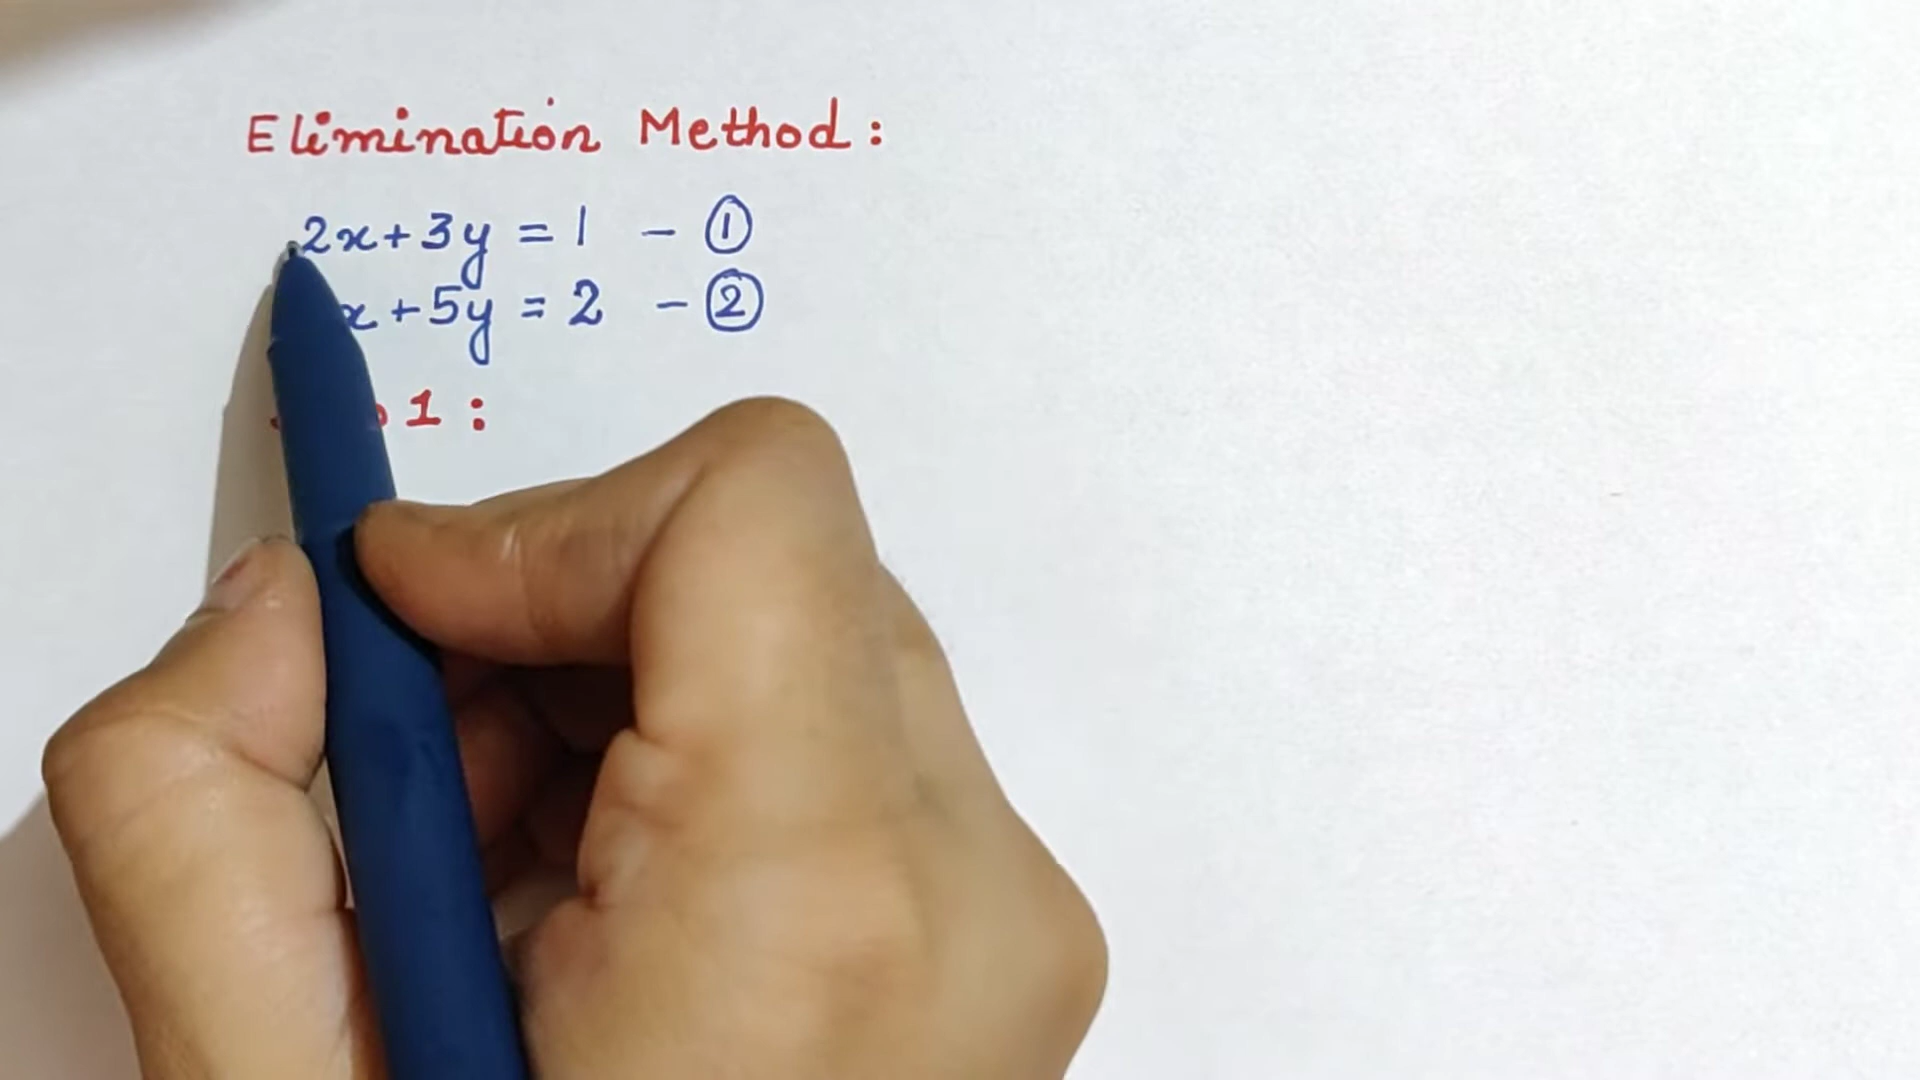 Elimination Method:
2x + 3y = 1 - ①
x + 5y = 2 - ②
1 :